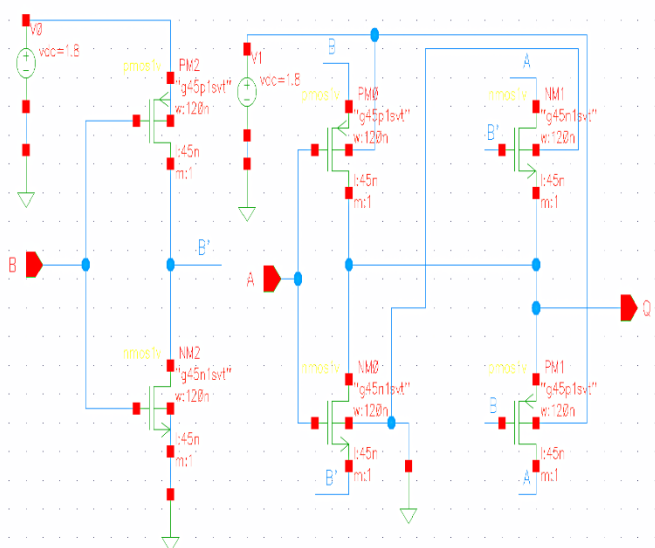 V0
vdc=1.8
pmos1v
PM2
"g45p1svt"
w:120n
l:45n
m:1
B
B'
nmos1v
NM2
"g45n1svt"
w:120n
l:45n
m:1
V1
vdc=1.8
B
pmos1v
PM0
"g45p1svt"
w:120n
l:45n
m:1
A
nmos1v
NM1
"g45n1svt"
w:120n
B'
l:45n
m:1
A
Q
nmos1v
NM0
"g45n1svt"
w:120n
l:45n
m:1
B'
pmos1v
PM1
"g45p1svt"
w:120n
B
l:45n
m:1
A